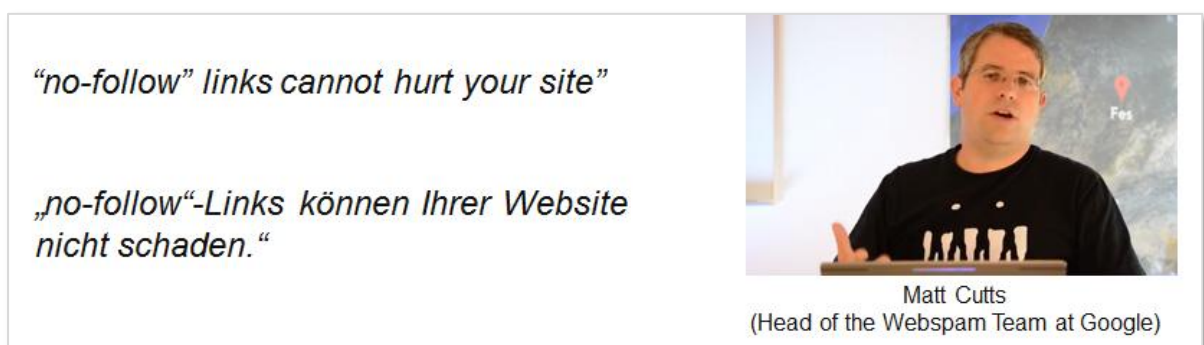 “no-follow” links cannot hurt your site”
„no-follow“-Links können Ihrer Website
nicht schaden.“
Fes
Matt Cutts
(Head of the Webspam Team at Google)